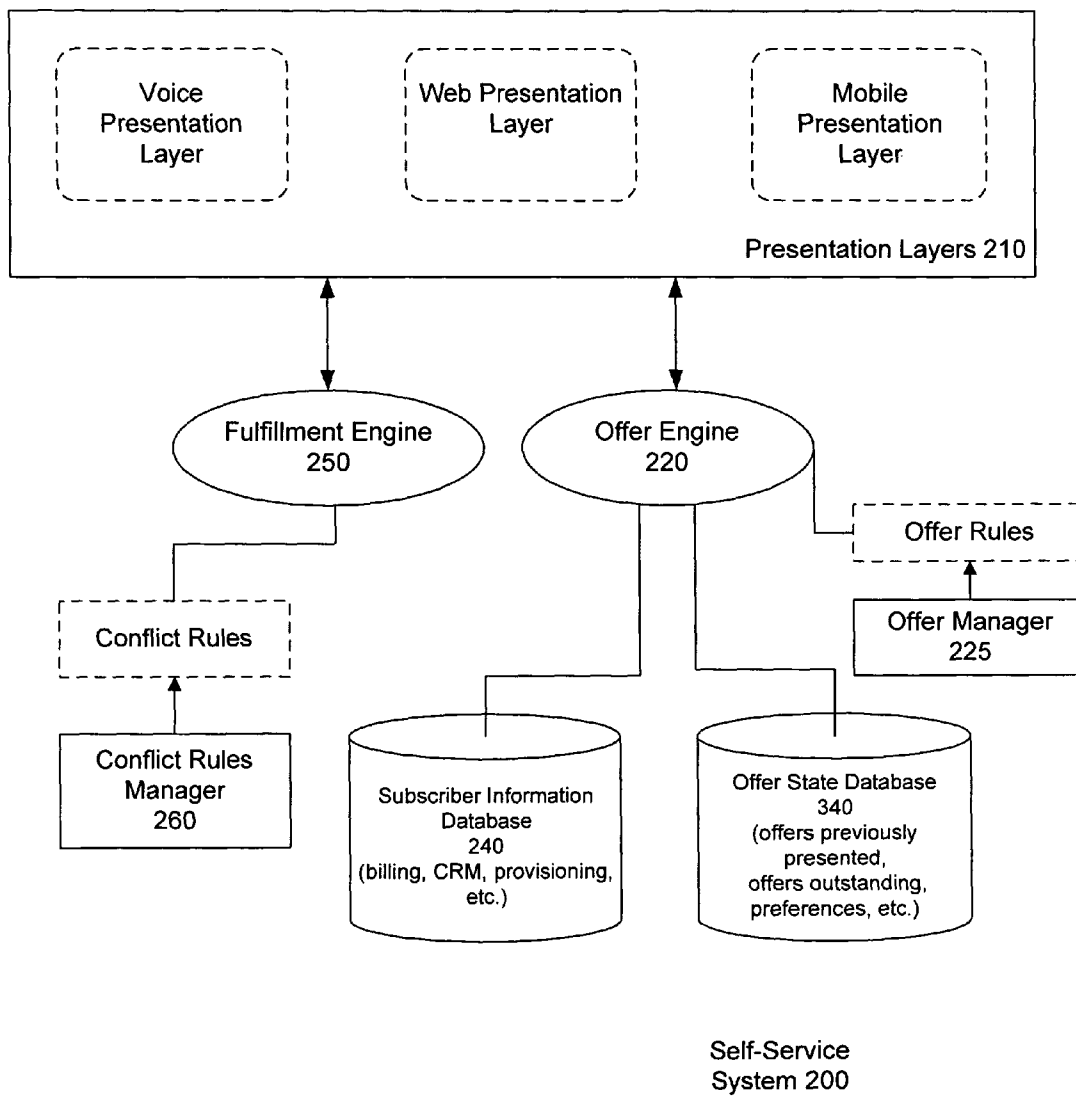 Voice
Presentation
Layer
Web Presentation
Layer
Mobile
Presentation
Layer
Presentation Layers 210
Fulfillment Engine
250
Offer Engine
220
Offer Rules
Offer Manager
225
Conflict Rules
Conflict Rules
Manager
260
Subscriber Information
Database
240
(billing, CRM, provisioning,
etc.)
Offer State Database
340
(offers previously
presented,
offers outstanding,
preferences, etc.)
Self-Service
System 200